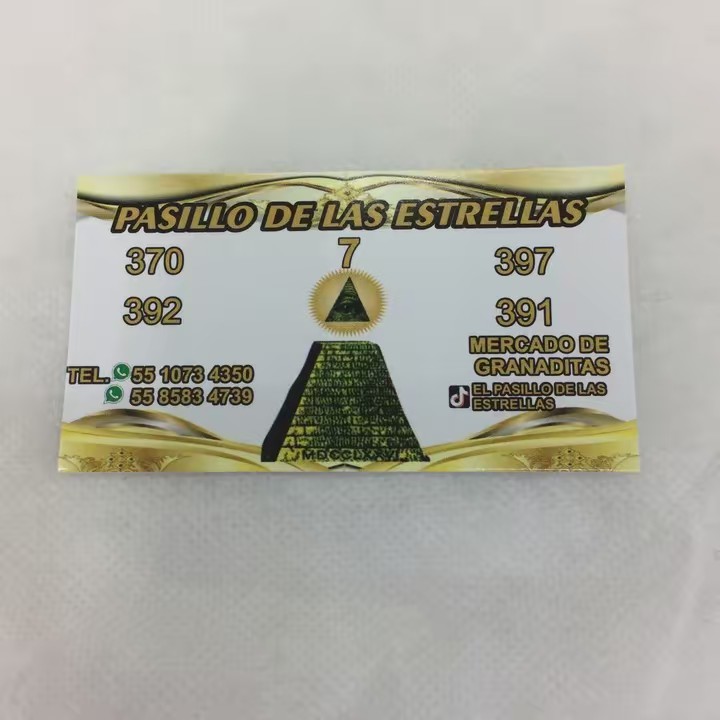 PASILLO DE LAS ESTRELLAS
7
370
397
392
391
MERCADO DE
GRANADITAS
TEL. 55 1073 4350
55 8583 4739
EL PASILLO DE LAS
ESTRELLAS
MDCCLXXVI